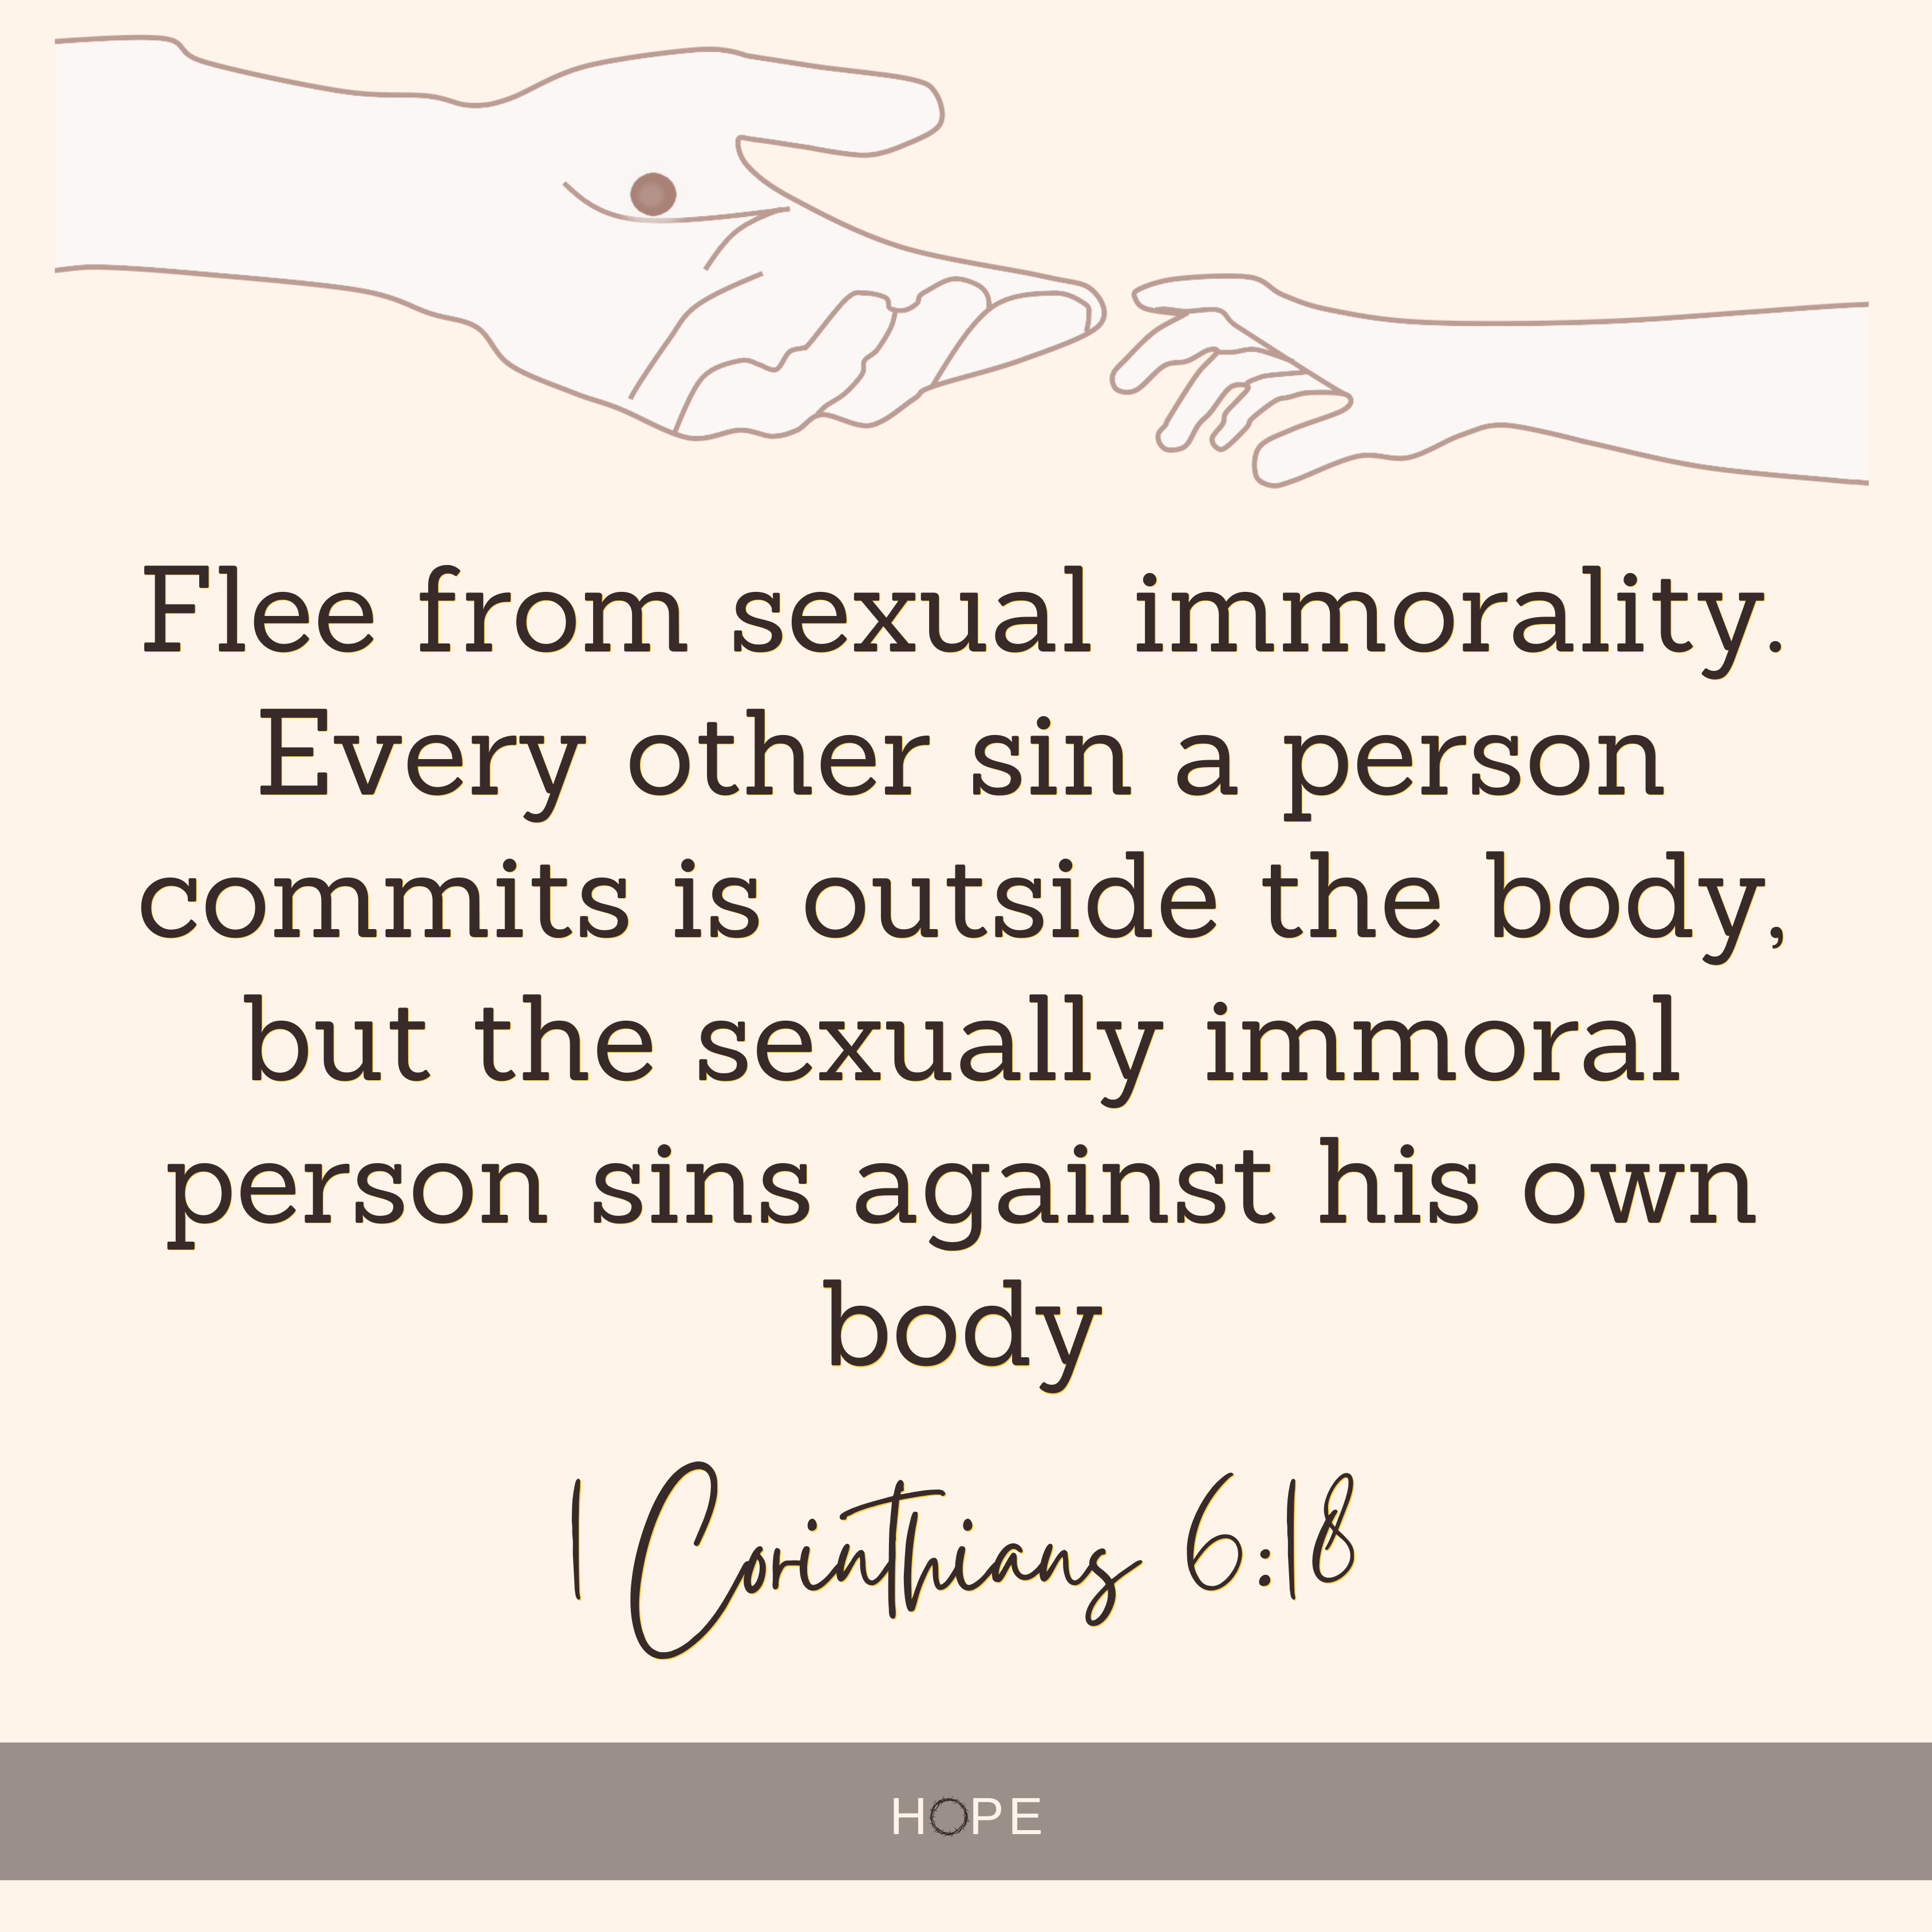 Flee from sexual immorality.
Every other sin a person
commits is outside the body,
but the sexually immoral
person sins against his own
body
1 Corinthians 6:18
HOPE